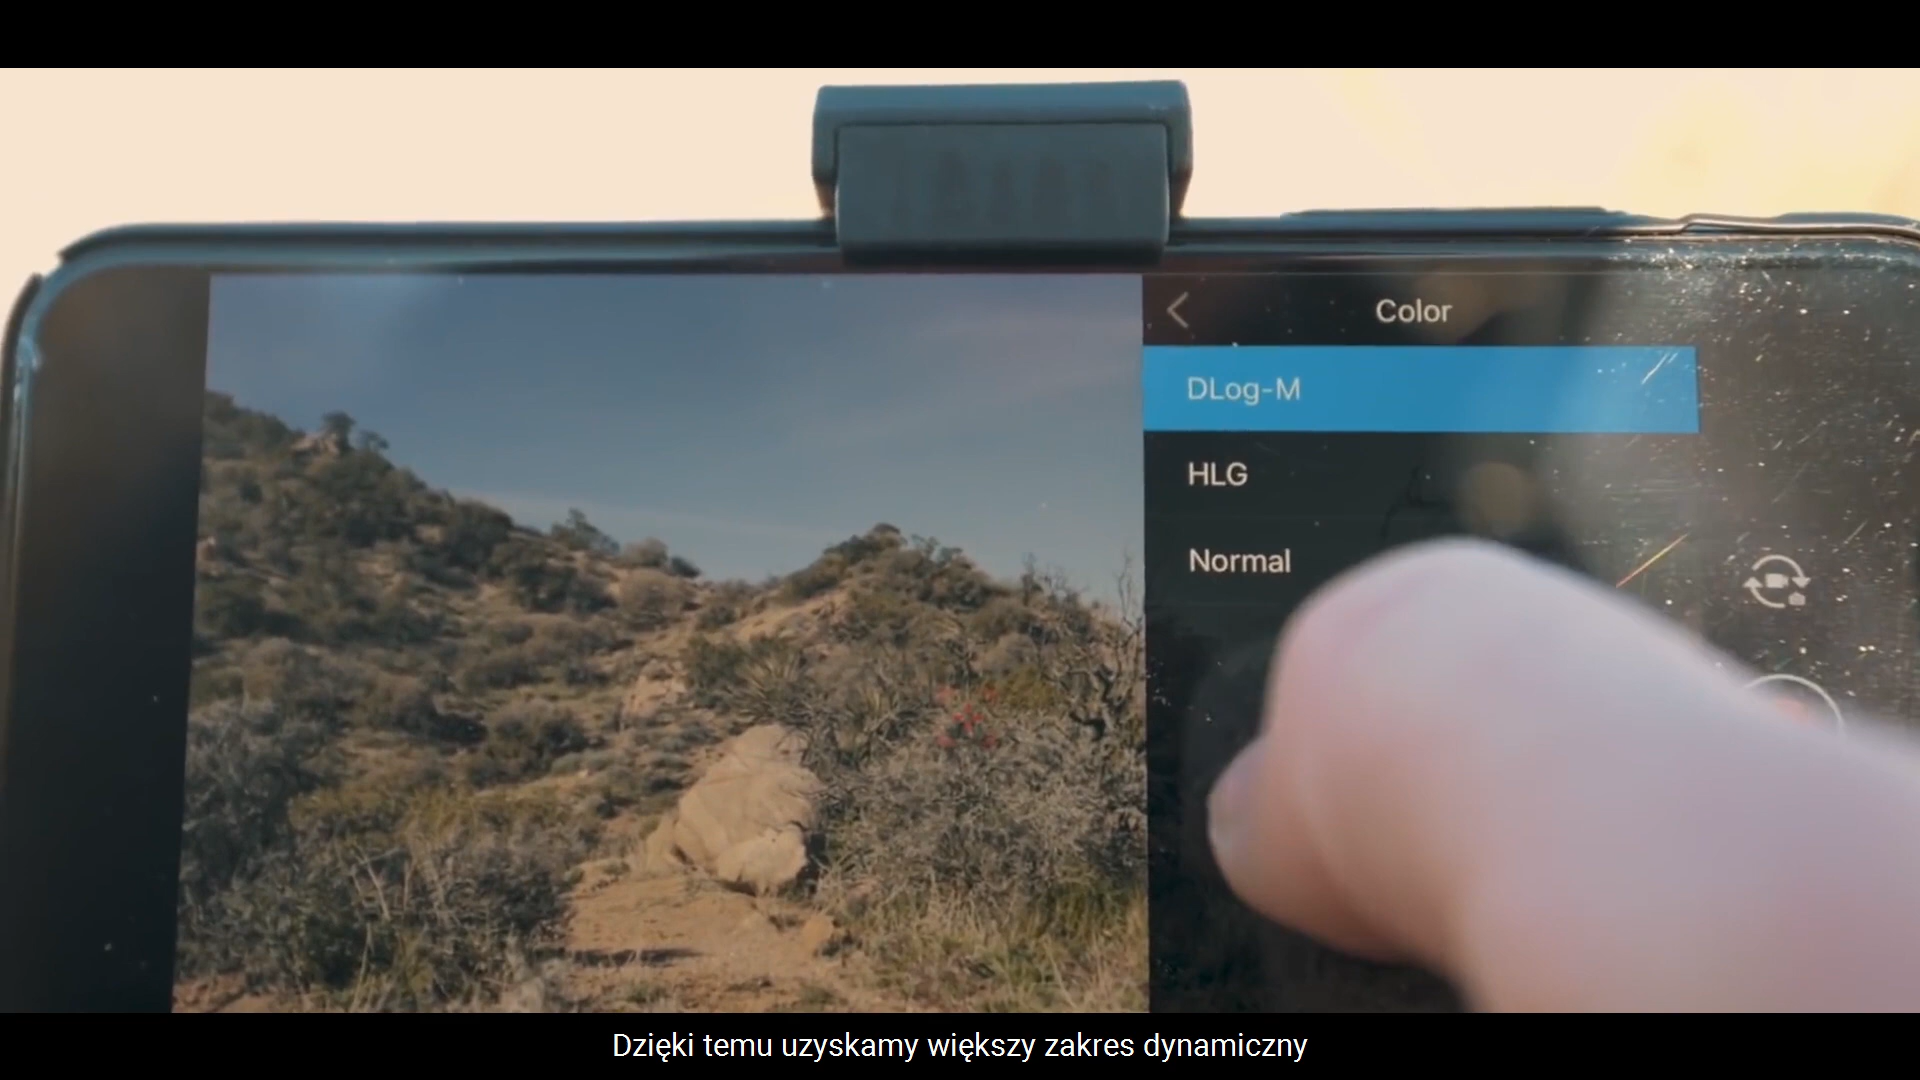 Color
DLog-M
HLG
Normal
Dzięki temu uzyskamy większy zakres dynamiczny